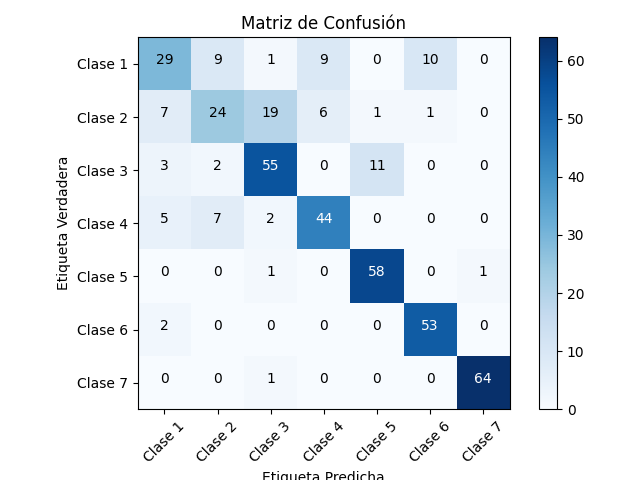 Matriz de Confusión
Clase 1 29 9 1 9 0 10 0
Clase 2 7 24 19 6 1 1 0
Clase 3 3 2 55 0 11 0 0
Clase 4 5 7 2 44 0 0 0
Clase 5 0 0 1 0 58 0 1
Clase 6 2 0 0 0 0 53 0
Clase 7 0 0 1 0 0 0 64
Clase 1 Clase 2 Clase 3 Clase 4 Clase 5 Clase 6 Clase 7
Etiqueta Predicha
Etiqueta Verdadera
60
50
40
30
20
10
0